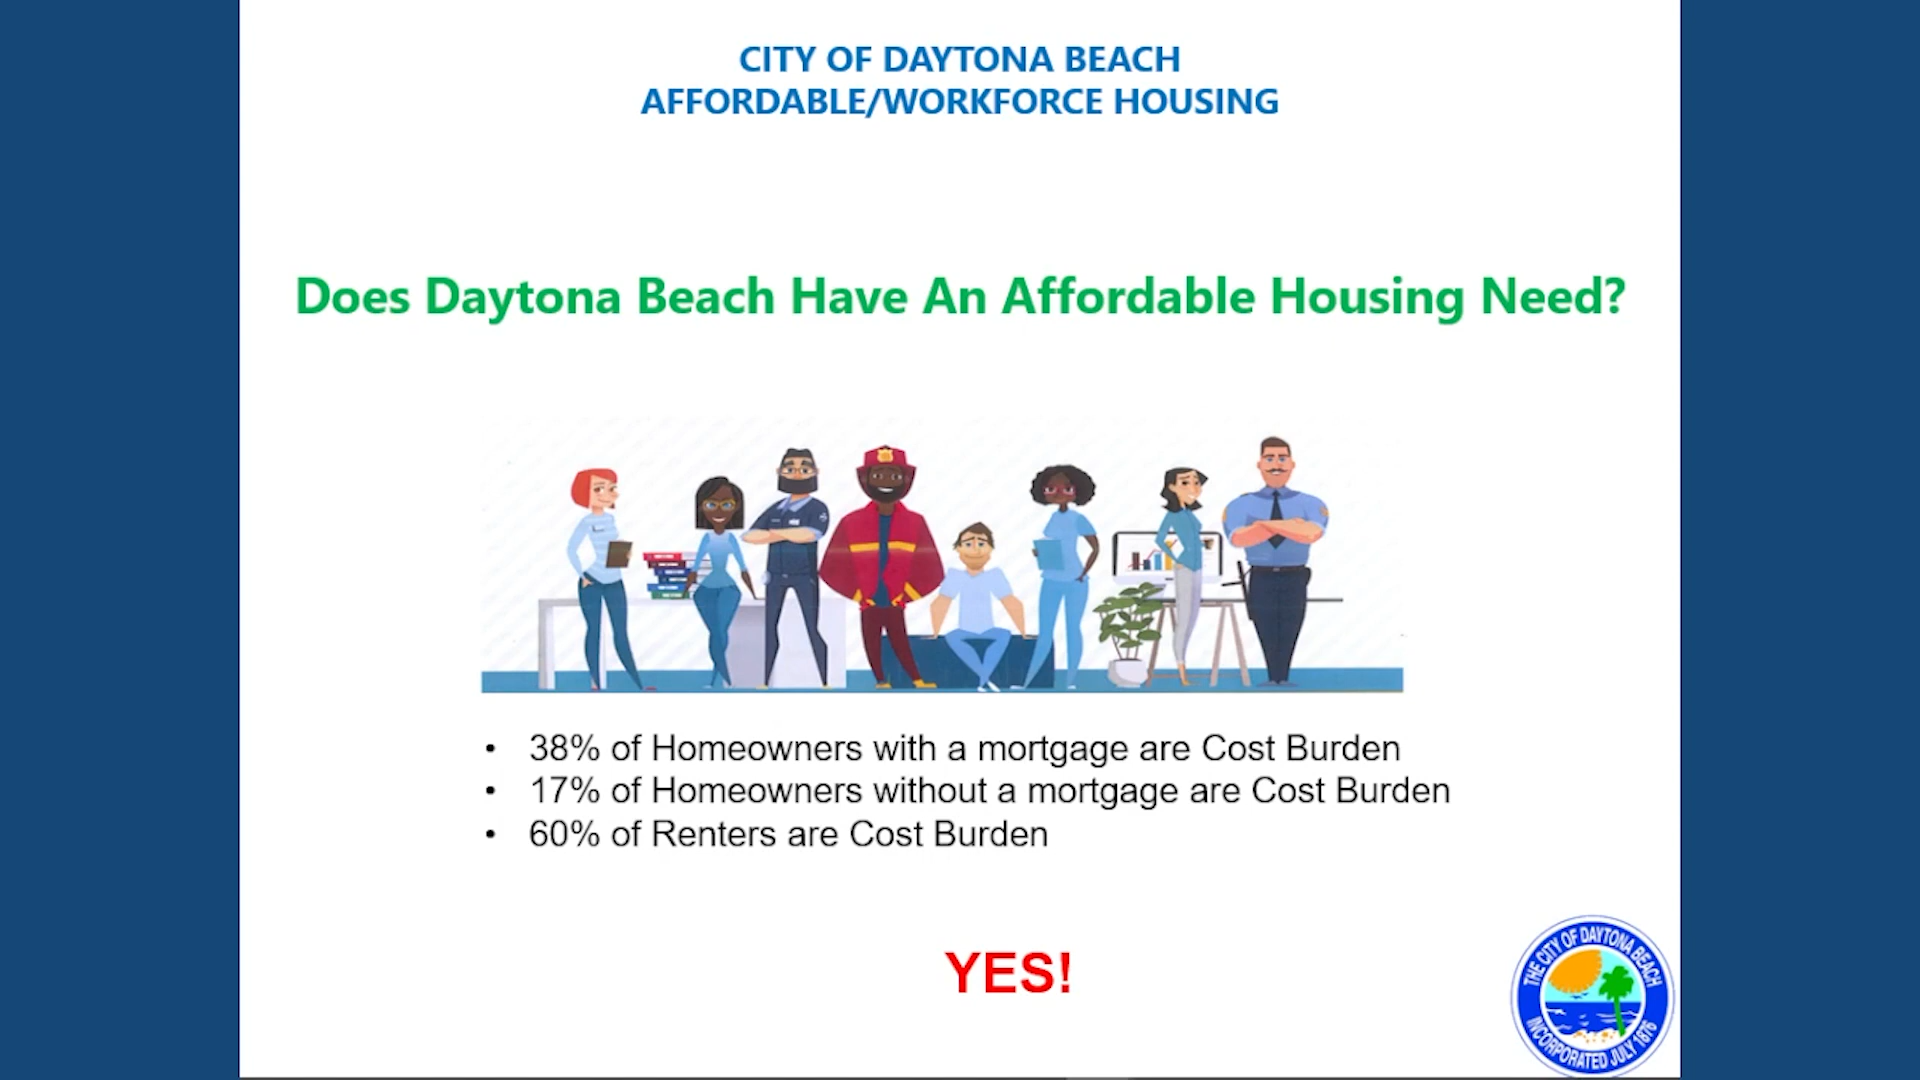 CITY OF DAYTONA BEACH
AFFORDABLE/WORKFORCE HOUSING
Does Daytona Beach Have An Affordable Housing Need?
• 38% of Homeowners with a mortgage are Cost Burden
• 17% of Homeowners without a mortgage are Cost Burden
• 60% of Renters are Cost Burden
YES!
THE CITY OF DAYTONA BEACH
INCORPORATED JULY 1876